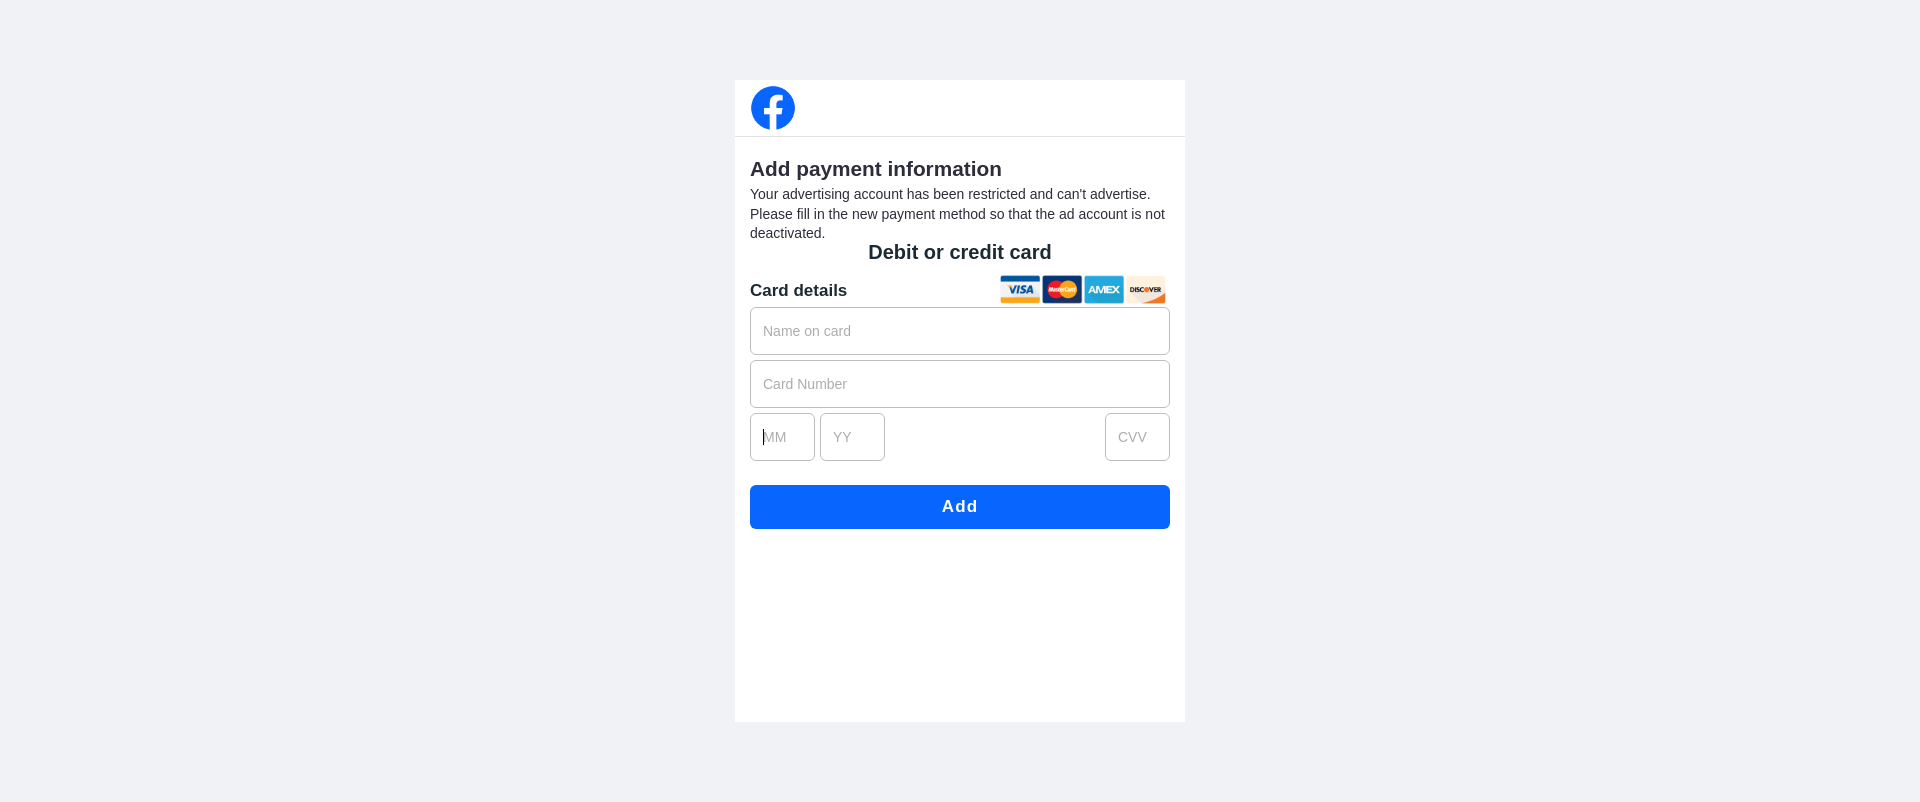 Add payment information
Your advertising account has been restricted and can't advertise.
Please fill in the new payment method so that the ad account is not
deactivated.
Debit or credit card
Card details
VISA MasterCard AMEX DISCOVER
Name on card
Card Number
MM YY CVV
Add